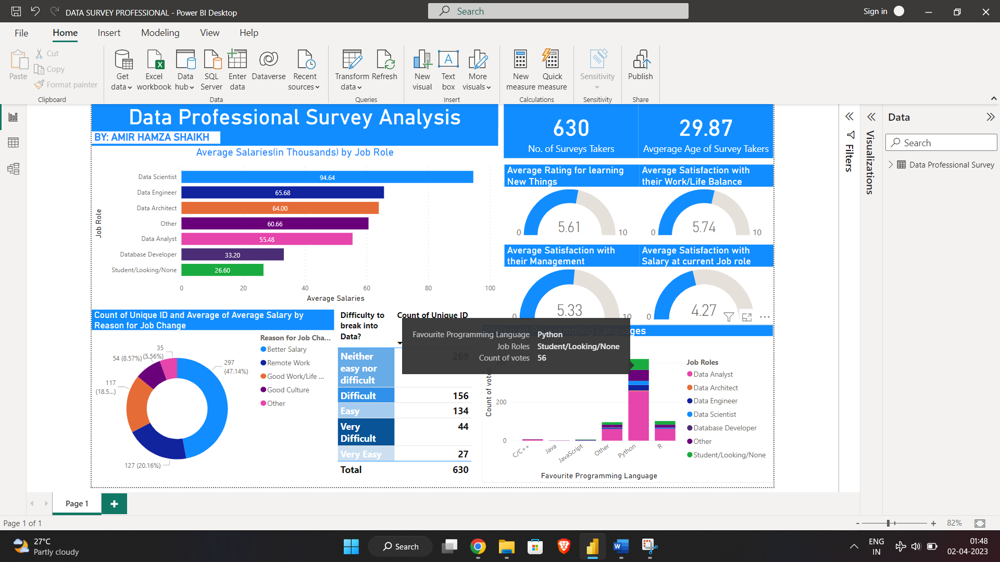 DATA SURVEY PROFESSIONAL - Power BI Desktop
Search
Sign in
File
Home
Insert
Modeling
View
Help
Paste
Cut
Copy
Format painter
Clipboard
Get data
Excel workbook
Data hub
SQL Server
Enter data
Dataverse
Recent sources
Data
Transform data
Refresh
Queries
New visual
Text box
More visuals
Insert
New measure
Quick measure
Calculations
Sensitivity
Sensitivity
Publish
Share
Data Professional Survey Analysis
BY: AMIR HAMZA SHAIKH
630
No. of Surveys Takers
29.87
Avgerage Age of Survey Takers
Average Salaries(in Thousands) by Job Role
Job Role
Data Scientist
94.64
Data Engineer
65.68
Data Architect
64.00
Other
60.66
Data Analyst
55.48
Database Developer
33.20
Student/Looking/None
26.60
0
20
40
60
80
100
Average Salaries
Average Rating for learning
New Things
0
5.61
10
Average Satisfaction with
their Work/Life Balance
0
5.74
10
Average Satisfaction with
their Management
0
5.33
10
Average Satisfaction with
Salary at current Job role
0
4.27
Count of Unique ID and Average of Average Salary by
Reason for Job Change
35
(5.56%)
54 (8.57%)
297
(47.14%)
117
(18.5...)
127 (20.16%)
Reason for Job Cha...
Better Salary
Remote Work
Good Work/Life ...
Good Culture
Other
Difficulty to
break into
Data?
Count of Unique ID
Neither
easy nor
difficult
269
Difficult
156
Easy
134
Very
Difficult
44
Very Easy
27
Total
630
Preferred Programming Languages
Favourite Programming Language Python
Job Roles Student/Looking/None
Count of votes 56
Count of votes
200
0
C/C++
Java
JavaScript
Other
Python
R
Favourite Programming Language
Job Roles
Data Analyst
Data Architect
Data Engineer
Data Scientist
Database Developer
Other
Student/Looking/None
Filters
Visualizations
Data
Search
Data Professional Survey
Page 1
Page 1 of 1
82%
27°C
Partly cloudy
Search
ENG
IN
01:48
02-04-2023